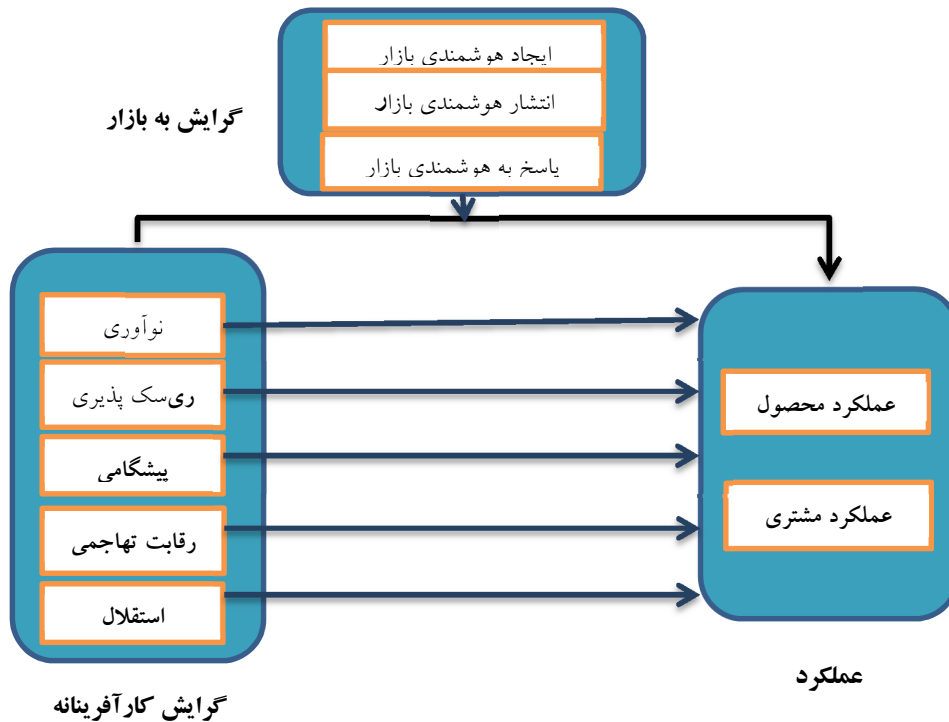 ایجاد هوشمندی بازار
انتشار هوشمندی بازار
پاسخ به هوشمندی بازار
گرایش به بازار
نوآوری
ریسک پذیری
پیشگامی
رقابت تهاجمی
استقلال
گرایش کارآفرینانه
عملکرد محصول
عملکرد مشتری
عملکرد